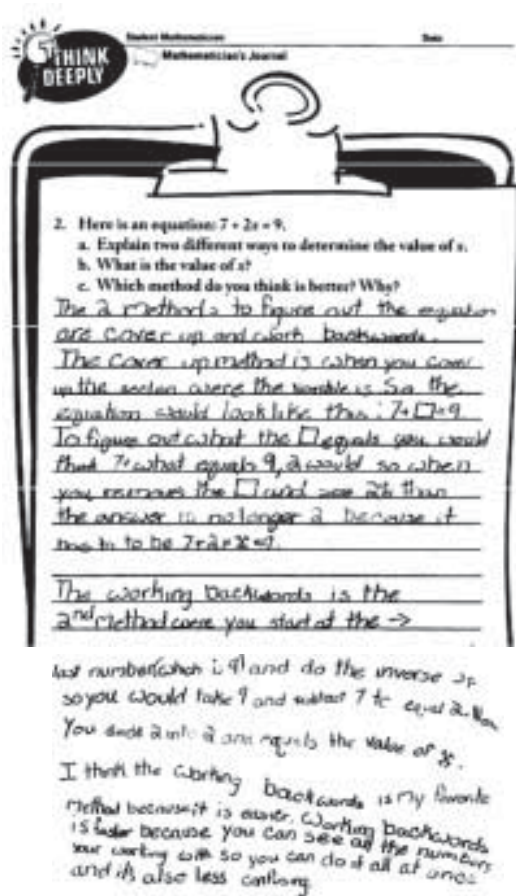 THINK
DEEPLY
Student Mathematician: Date
Mathematician's Journal
2. Here is an equation: 7 + 2x = 9.
a. Explain two different ways to determine the value of x.
b. What is the value of x?
c. Which method do you think is better? Why?
The 2 methods to figure out the equation
are cover up and work backwards.
The cover up method is when you cover
up the section were the variable is So the
equation would look like this: 7+□=9
To figure out what the □ equals you would
think 7+what equals 9, 2 would so when
you remove the □ and see than
the answer is no longer 2 because it
has to be
The working backwards is the
2nd method were you start at the →
last number (which is 9) and do the inverse
so you would take 9 and subtract 7 to equal 2.
You 2 into 2 and equals the value of x.
I think the working backwards is my favorite
method because it is easier. Working backwards
is faster because you can see all the numbers
your working with so you can do it all at once
and it's also less confusing